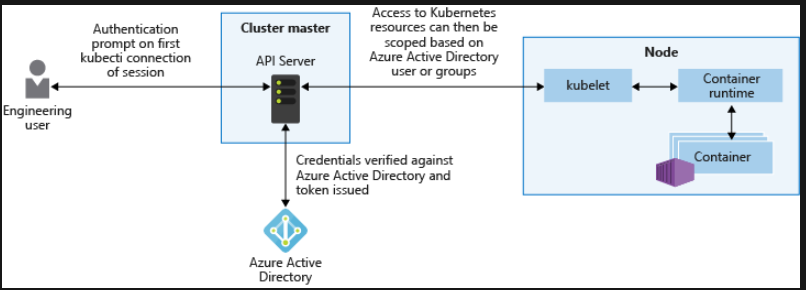 Authentication
prompt on first
kubecti connection
of session
Engineering
user
Cluster master
API Server
Access to Kubernetes
resources can then be
scoped based on
Azure Active Directory
user or groups
Credentials verified against
Azure Active Directory and
token issued
Azure Active
Directory
Node
kubelet
Container
runtime
Container